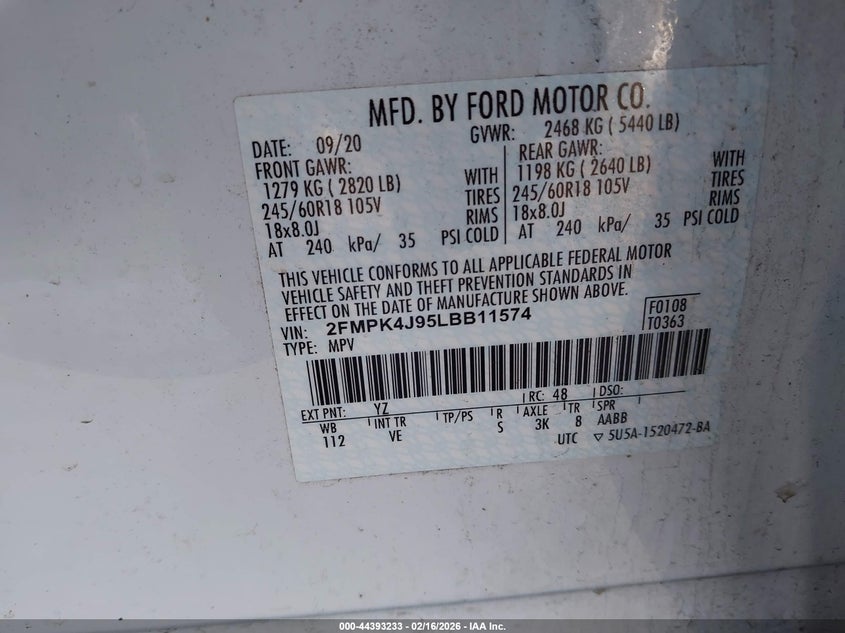 MFD. BY FORD MOTOR CO.
DATE: 09/20 GVWR: 2468 KG ( 5440 LB)
FRONT GAWR: REAR GAWR:
1279 KG ( 2820 LB) WITH 1198 KG ( 2640 LB) WITH
245/60R18 105V TIRES 245/60R18 105V TIRES
18x8.0J RIMS 18x8.0J RIMS
AT 240 kPa/ 35 PSI COLD AT 240 kPa/ 35 PSI COLD
THIS VEHICLE CONFORMS TO ALL APPLICABLE FEDERAL MOTOR
VEHICLE SAFETY AND THEFT PREVENTION STANDARDS IN
EFFECT ON THE DATE OF MANUFACTURE SHOWN ABOVE.
VIN: 2FMPK4J95LBB11574 F0108
TYPE: MPV T0363
EXT PNT: YZ RC: 48 DSO:
WB INT TR TP/PS R AXLE TR SPR
112 VE S 3K 8 AABB
UTC ▽ 5U5A-1520472-BA
000-44393233 - 02/16/2026 - IAA Inc.